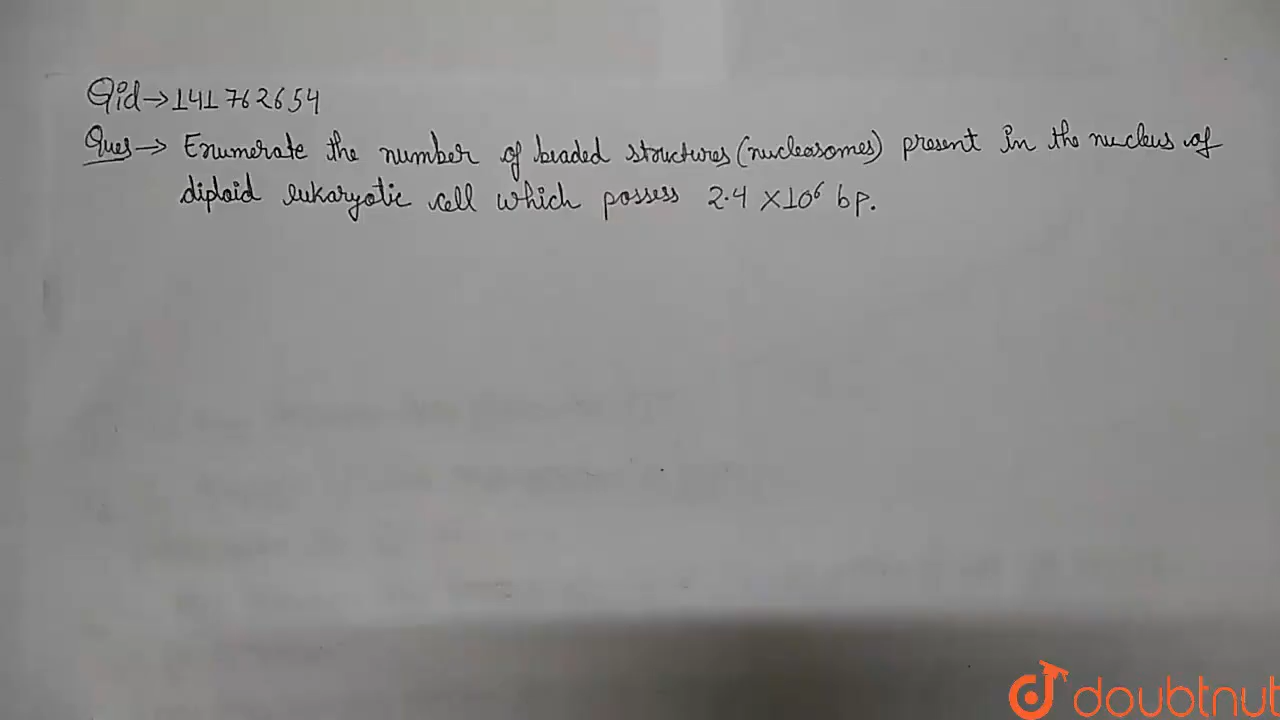 Qid→141762654
Ques→ Enumerate the number of beaded structures (nucleosomes) present in the nucleus of
diploid eukaryotic cell which possess 2.4 ×10⁶ bp.
doubtnut